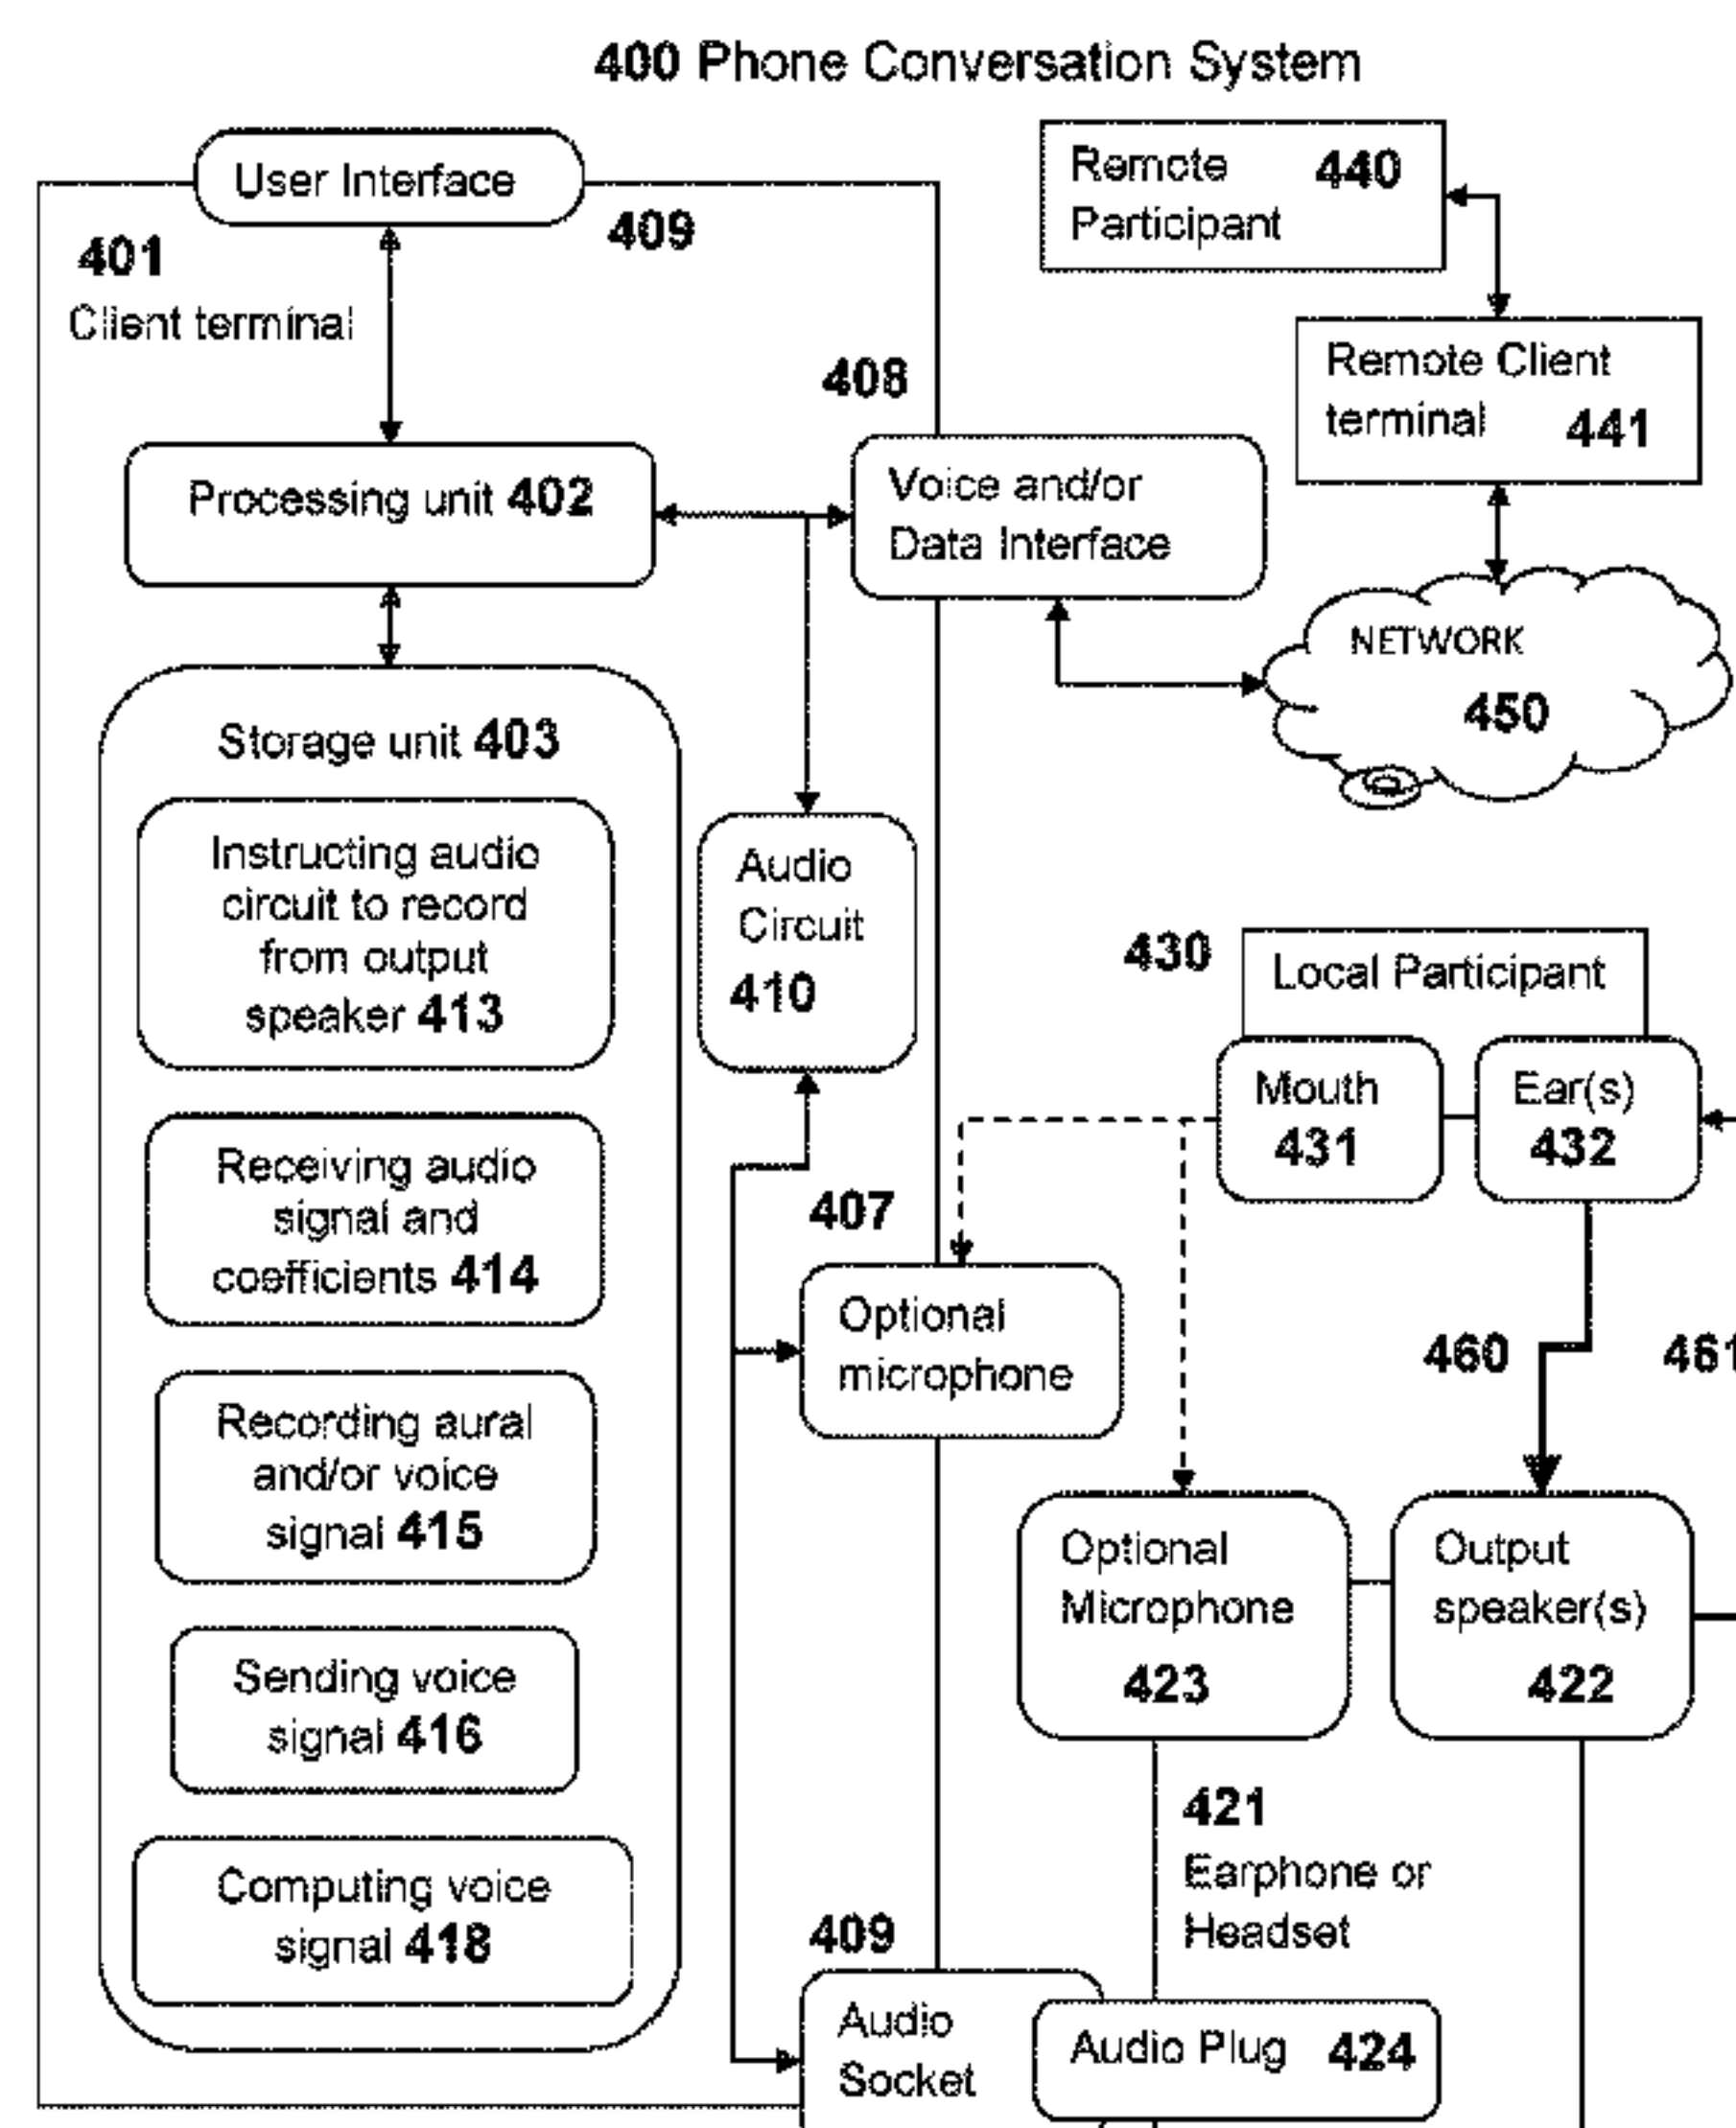 400 Phone Conversation System
User Interface
409
401
Client terminal
Remote 440
Participant
408
Remote Client
terminal 441
Processing unit 402
Voice and/or
Data Interface
NETWORK
450
Storage unit 403
Instructing audio
circuit to record
from output
speaker 413
Audio
Circuit
410
430
Local Participant
Mouth
431
Ear(s)
432
Receiving audio
signal and
coefficients 414
407
Optional
microphone
460
461
Recording aural
and/or voice
signal 415
Optional
Microphone
423
Output
speaker(s)
422
Sending voice
signal 416
421
Earphone or
Headset
Computing voice
signal 418
409
Audio
Socket
Audio Plug 424